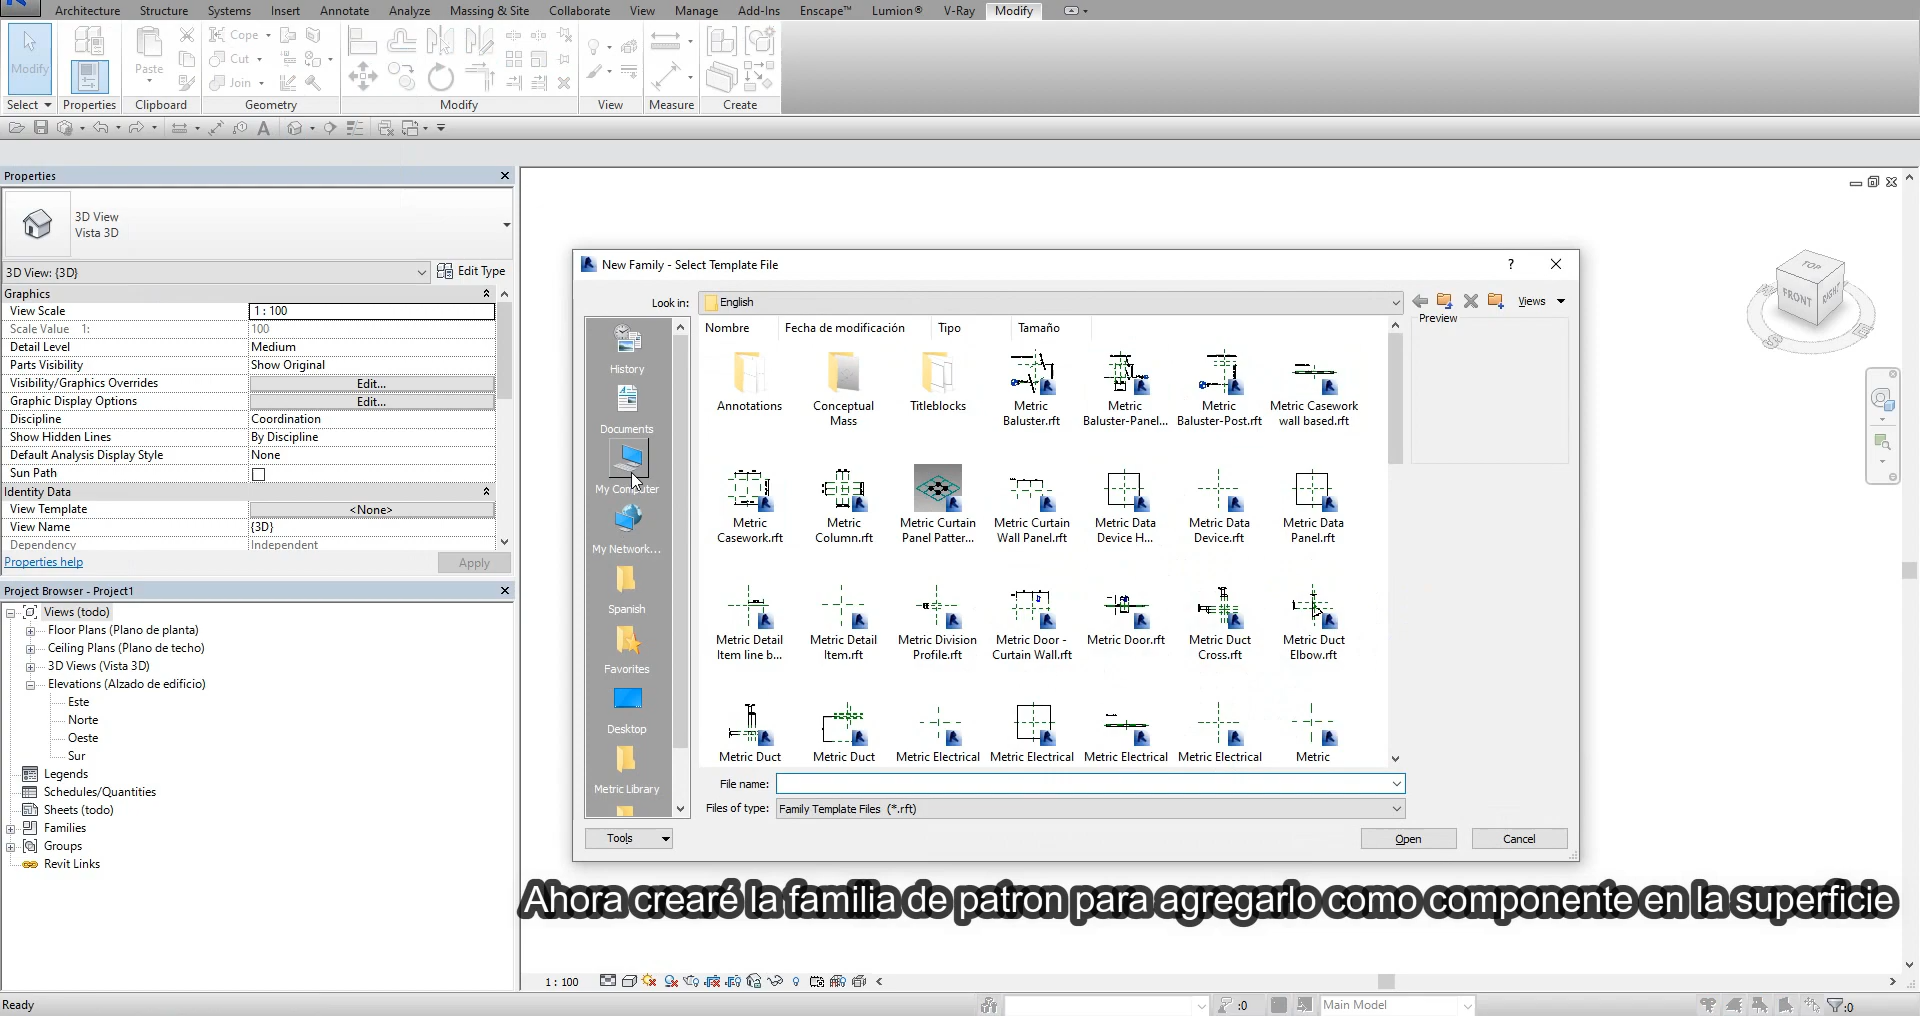 Architecture Structure Systems Insert Annotate Analyze Massing & Site Collaborate View Manage Add-Ins Enscape™ Lumion® V-Ray Modify
Modify
Paste
Cope
Cut
Join
Select Properties Clipboard Geometry Modify View Measure Create
Properties
3D View
Vista 3D
3D View: {3D} Edit Type
Graphics
View Scale 1 : 100
Scale Value 1: 100
Detail Level Medium
Parts Visibility Show Original
Visibility/Graphics Overrides Edit...
Graphic Display Options Edit...
Discipline Coordination
Show Hidden Lines By Discipline
Default Analysis Display Style None
Sun Path
Identity Data
View Template <None>
View Name {3D}
Dependency Independent
Properties help Apply
Project Browser - Project1
Views (todo)
Floor Plans (Plano de planta)
Ceiling Plans (Plano de techo)
3D Views (Vista 3D)
Elevations (Alzado de edificio)
Este
Norte
Oeste
Sur
Legends
Schedules/Quantities
Sheets (todo)
Families
Groups
Revit Links
New Family - Select Template File
Look in: English Views
History
Documents
My Computer
My Network...
Spanish
Favorites
Desktop
Metric Library
Nombre Fecha de modificación Tipo Tamaño
Preview
Annotations
Conceptual Mass
Titleblocks
Metric Baluster.rft
Metric Baluster-Panel...
Metric Baluster-Post.rft
Metric Casework wall based.rft
Metric Casework.rft
Metric Column.rft
Metric Curtain Panel Patter...
Metric Curtain Wall Panel.rft
Metric Data Device H...
Metric Data Device.rft
Metric Data Panel.rft
Metric Detail Item line b...
Metric Detail Item.rft
Metric Division Profile.rft
Metric Door - Curtain Wall.rft
Metric Door.rft
Metric Duct Cross.rft
Metric Duct Elbow.rft
Metric Duct
Metric Duct
Metric Electrical
Metric Electrical
Metric Electrical
Metric Electrical
Metric
File name:
Files of type: Family Template Files (*.rft)
Tools Open Cancel
TOP
FRONT
RIGHT
Ahora crearé la familia de patron para agregarlo como componente en la superficie
1 : 100
Ready :0 Main Model :0